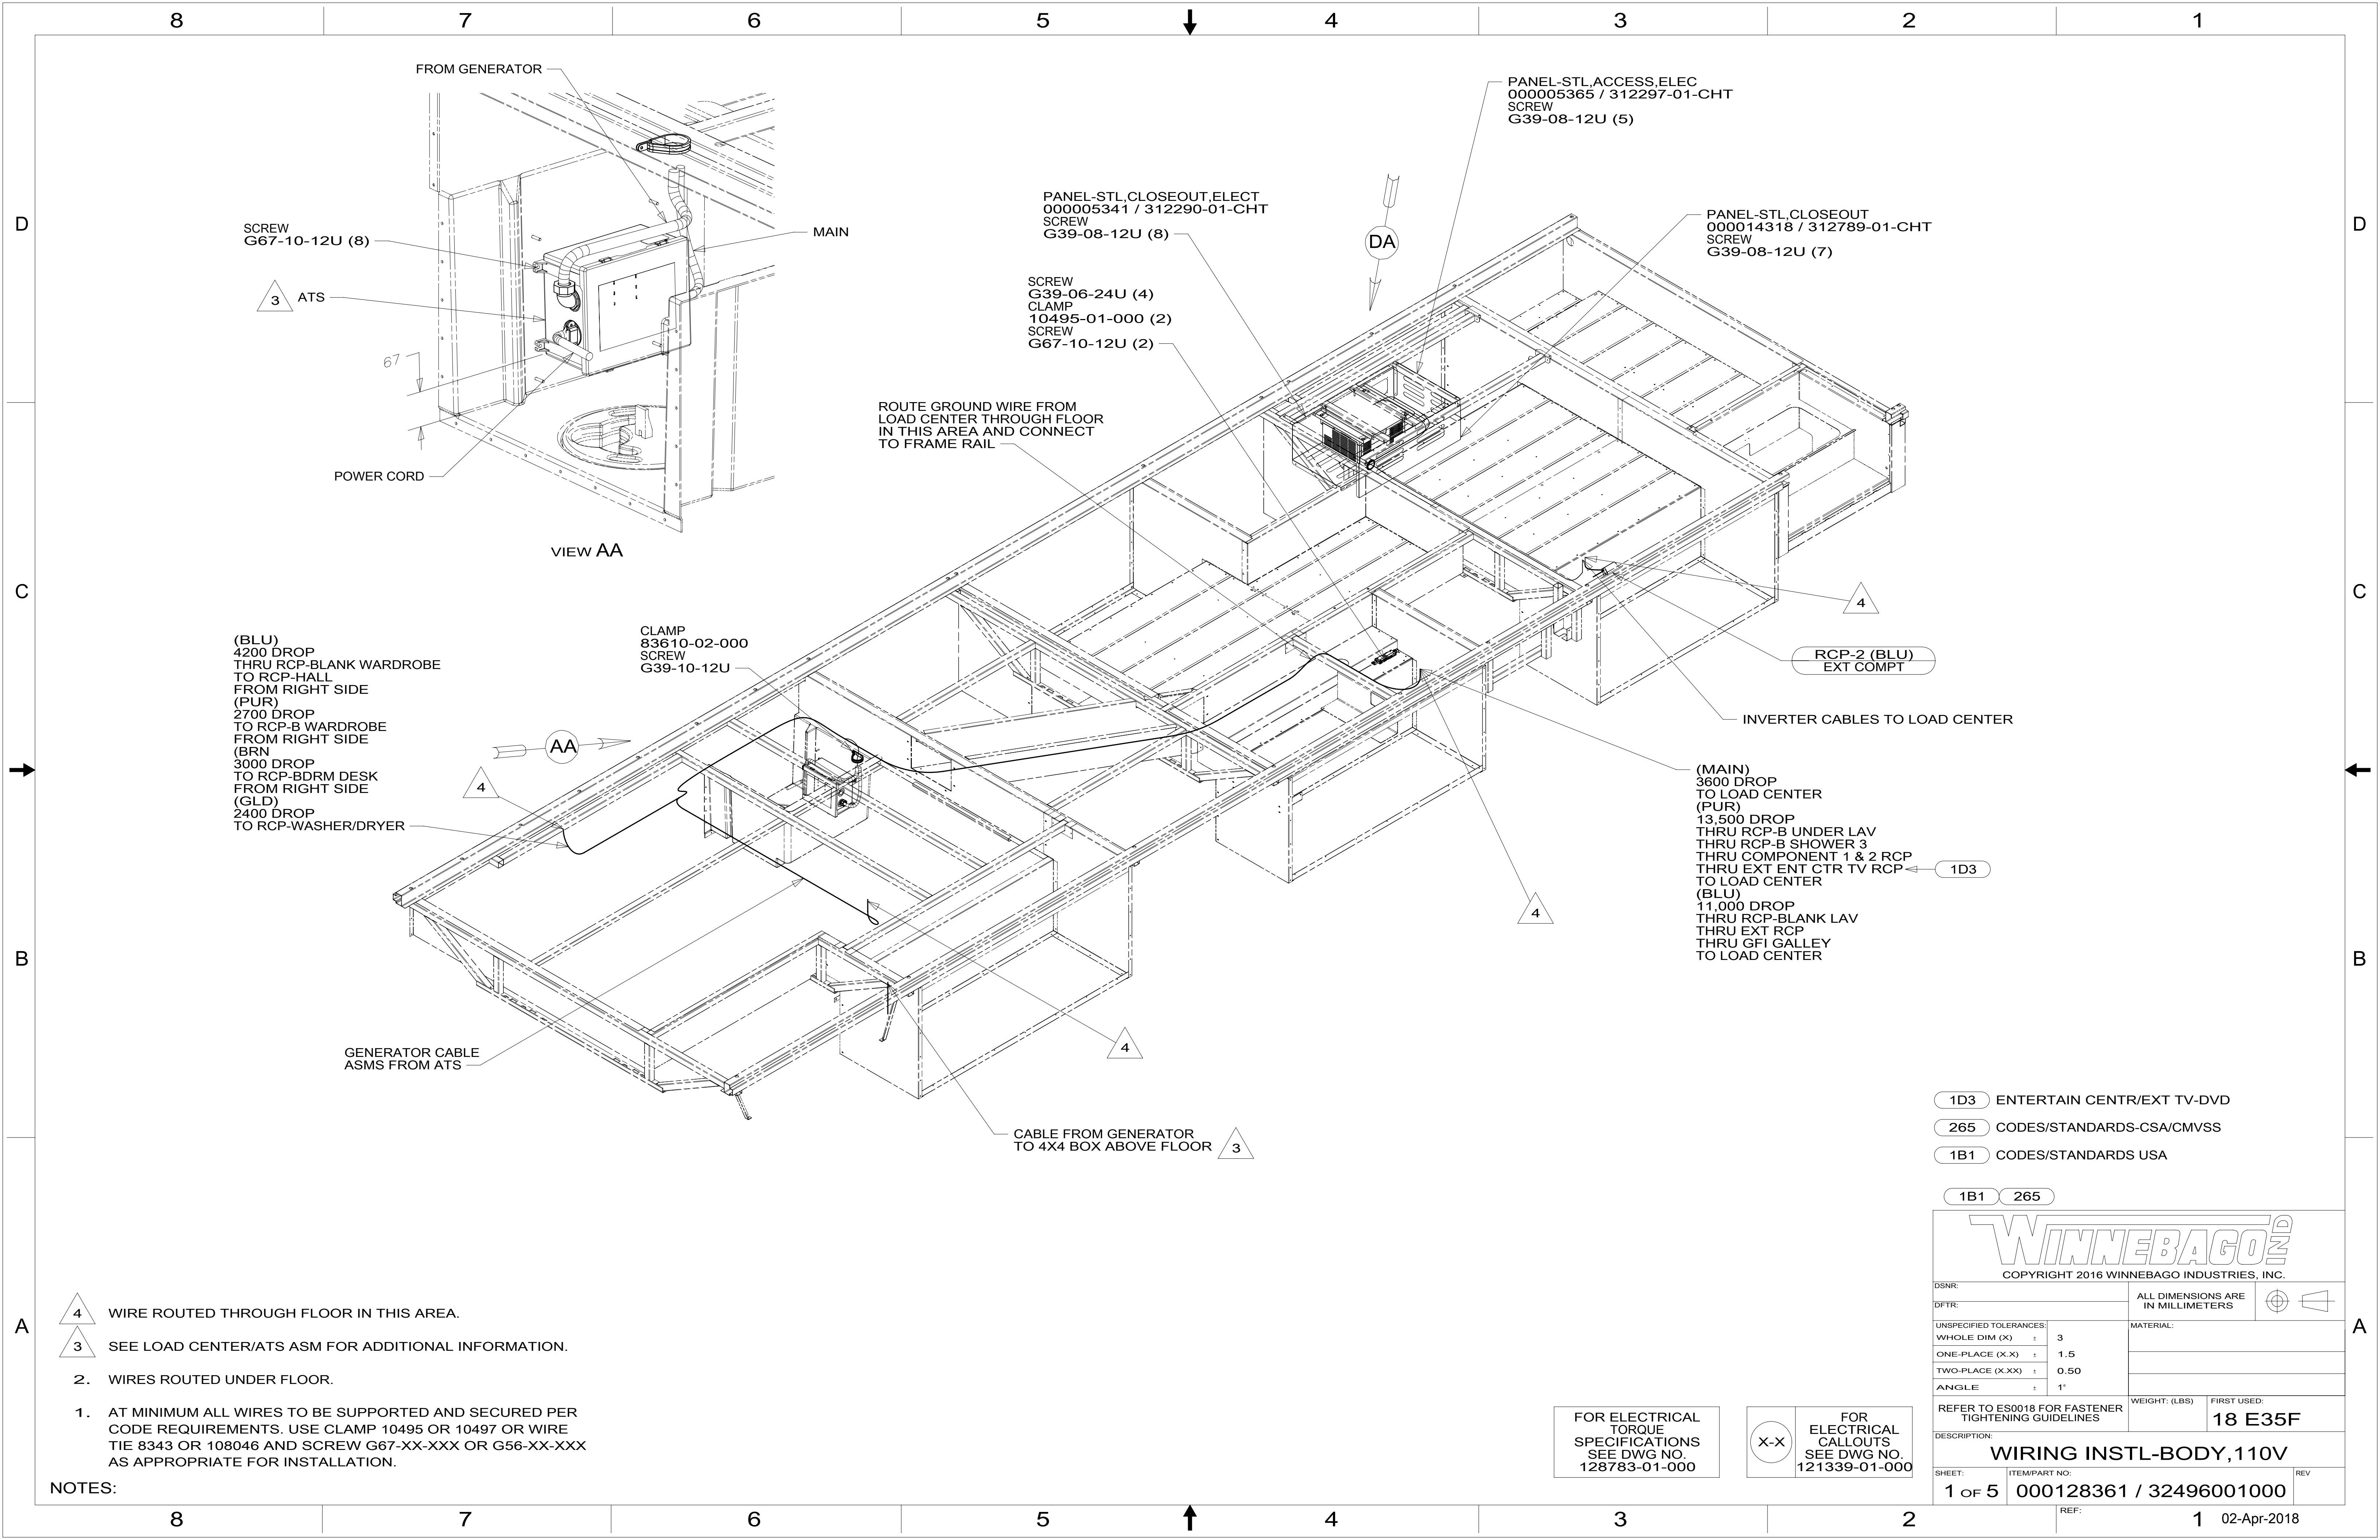 8 7 6 5 4 3 2 1
D
C
B
A
D
C
B
A
FROM GENERATOR
SCREW
G67-10-12U (8)
3 ATS
67
MAIN
POWER CORD
VIEW AA
PANEL-STL,ACCESS,ELEC
000005365 / 312297-01-CHT
SCREW
G39-08-12U (5)
PANEL-STL,CLOSEOUT,ELECT
000005341 / 312290-01-CHT
SCREW
G39-08-12U (8)
DA
PANEL-STL,CLOSEOUT
000014318 / 312789-01-CHT
SCREW
G39-08-12U (7)
SCREW
G39-06-24U (4)
CLAMP
10495-01-000 (2)
SCREW
G67-10-12U (2)
ROUTE GROUND WIRE FROM
LOAD CENTER THROUGH FLOOR
IN THIS AREA AND CONNECT
TO FRAME RAIL
4
RCP-2 (BLU)
EXT COMPT
INVERTER CABLES TO LOAD CENTER
(BLU)
4200 DROP
THRU RCP-BLANK WARDROBE
TO RCP-HALL
FROM RIGHT SIDE
(PUR)
2700 DROP
TO RCP-B WARDROBE
FROM RIGHT SIDE
(BRN
3000 DROP
TO RCP-BDRM DESK
FROM RIGHT SIDE
(GLD)
2400 DROP
TO RCP-WASHER/DRYER
CLAMP
83610-02-000
SCREW
G39-10-12U
AA
4
(MAIN)
3600 DROP
TO LOAD CENTER
(PUR)
13,500 DROP
THRU RCP-B UNDER LAV
THRU RCP-B SHOWER 3
THRU COMPONENT 1 & 2 RCP
THRU EXT ENT CTR TV RCP 1D3
TO LOAD CENTER
(BLU)
11,000 DROP
THRU RCP-BLANK LAV
THRU EXT RCP
THRU GFI GALLEY
TO LOAD CENTER
4
4
GENERATOR CABLE
ASMS FROM ATS
CABLE FROM GENERATOR
TO 4X4 BOX ABOVE FLOOR 3
1D3 ENTERTAIN CENTR/EXT TV-DVD
265 CODES/STANDARDS-CSA/CMVSS
1B1 CODES/STANDARDS USA
1B1 265
4 WIRE ROUTED THROUGH FLOOR IN THIS AREA.
3 SEE LOAD CENTER/ATS ASM FOR ADDITIONAL INFORMATION.
2. WIRES ROUTED UNDER FLOOR.
1. AT MINIMUM ALL WIRES TO BE SUPPORTED AND SECURED PER
CODE REQUIREMENTS. USE CLAMP 10495 OR 10497 OR WIRE
TIE 8343 OR 108046 AND SCREW G67-XX-XXX OR G56-XX-XXX
AS APPROPRIATE FOR INSTALLATION.
NOTES:
FOR ELECTRICAL
TORQUE
SPECIFICATIONS
SEE DWG NO.
128783-01-000
X-X
FOR
ELECTRICAL
CALLOUTS
SEE DWG NO.
121339-01-000
WINNEBAGO IND
COPYRIGHT 2016 WINNEBAGO INDUSTRIES, INC.
DSNR:
DFTR:
ALL DIMENSIONS ARE
IN MILLIMETERS
UNSPECIFIED TOLERANCES:
WHOLE DIM (X) ± 3
ONE-PLACE (X.X) ± 1.5
TWO-PLACE (X.XX) ± 0.50
ANGLE ± 1°
MATERIAL:
REFER TO ES0018 FOR FASTENER
TIGHTENING GUIDELINES
WEIGHT: (LBS)
FIRST USED:
18 E35F
DESCRIPTION:
WIRING INSTL-BODY,110V
SHEET:
1 OF 5
ITEM/PART NO:
000128361 / 32496001000
REV
REF:
02-Apr-2018
8 7 6 5 4 3 2 1